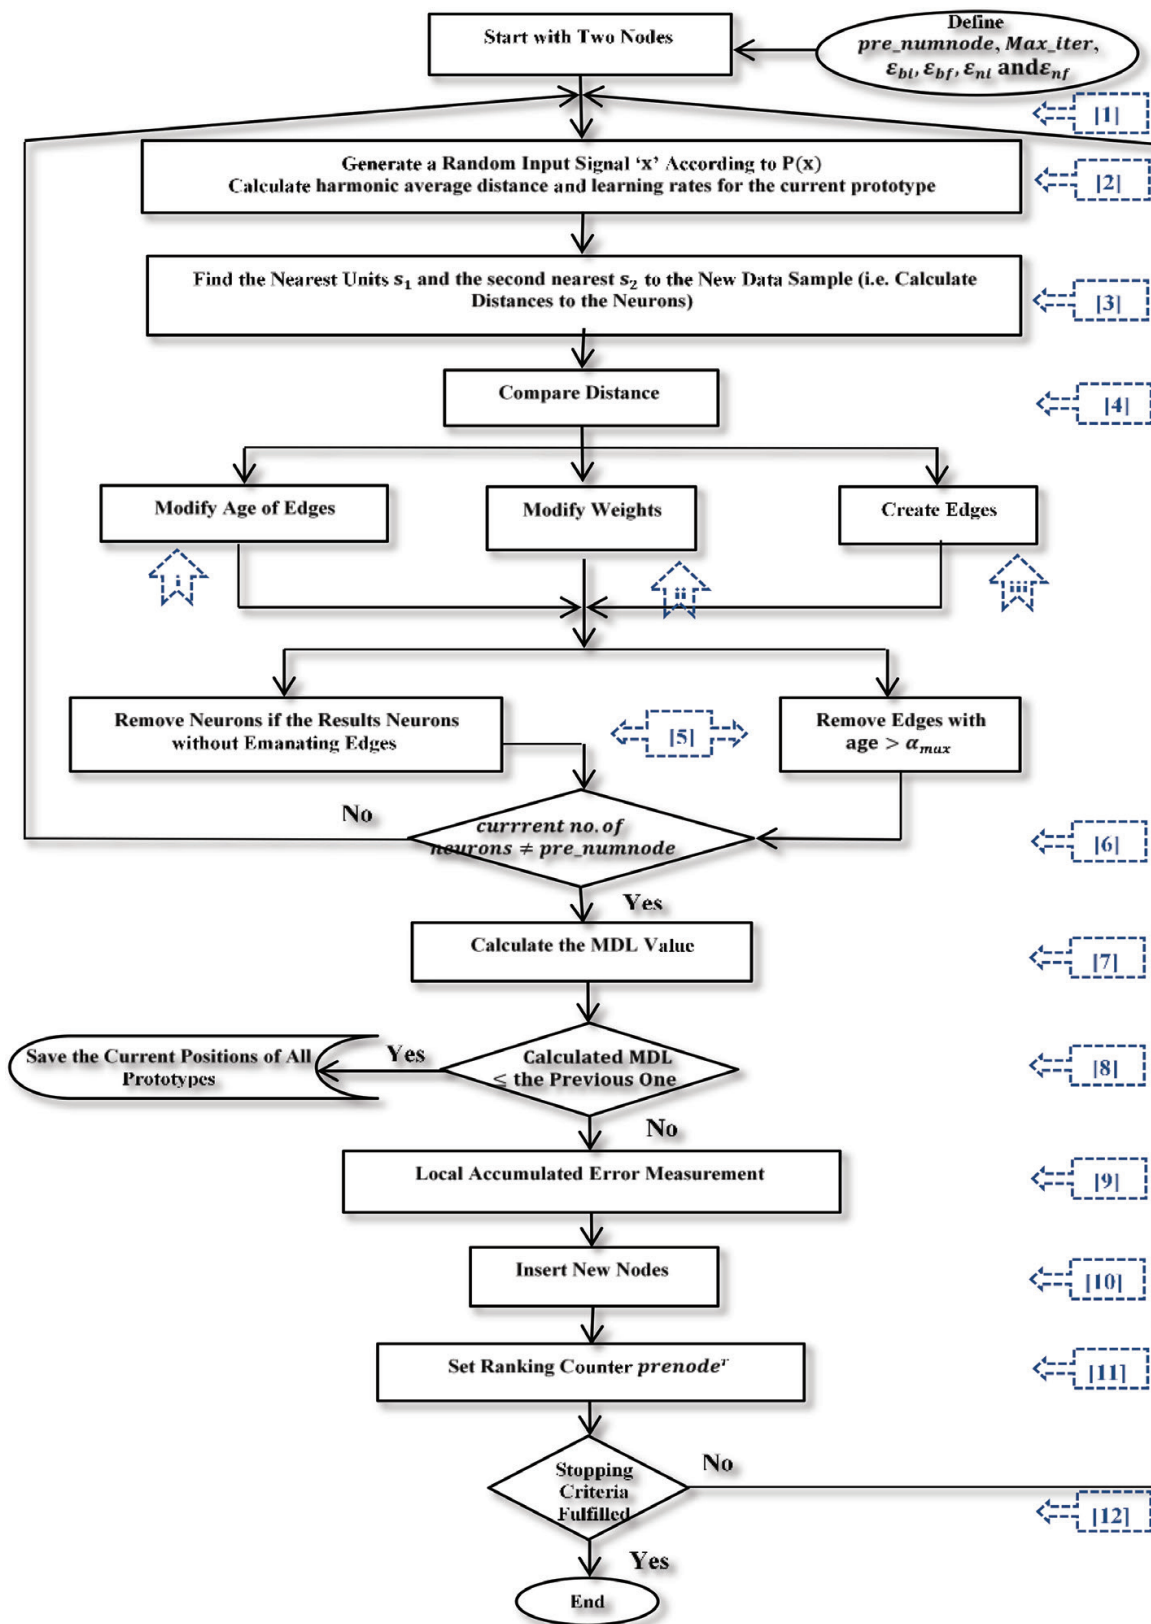 Start with Two Nodes
Define
pre_numnode, Max_iter,
ε_bi, ε_bf, ε_ni and ε_nf
[1]
Generate a Random Input Signal ‘x’ According to P(x)
Calculate harmonic average distance and learning rates for the current prototype
[2]
Find the Nearest Units s₁ and the second nearest s₂ to the New Data Sample (i.e. Calculate
Distances to the Neurons)
[3]
Compare Distance
[4]
Modify Age of Edges
Modify Weights
Create Edges
i
ii
iii
Remove Neurons if the Results Neurons
without Emanating Edges
[5]
Remove Edges with
age > α_max
No
currrent no. of
neurons ≠ pre_numnode
[6]
Yes
Calculate the MDL Value
[7]
Save the Current Positions of All
Prototypes
Yes
Calculated MDL
≤ the Previous One
[8]
No
Local Accumulated Error Measurement
[9]
Insert New Nodes
[10]
Set Ranking Counter prenodeʳ
[11]
Stopping
Criteria
Fulfilled
No
[12]
Yes
End